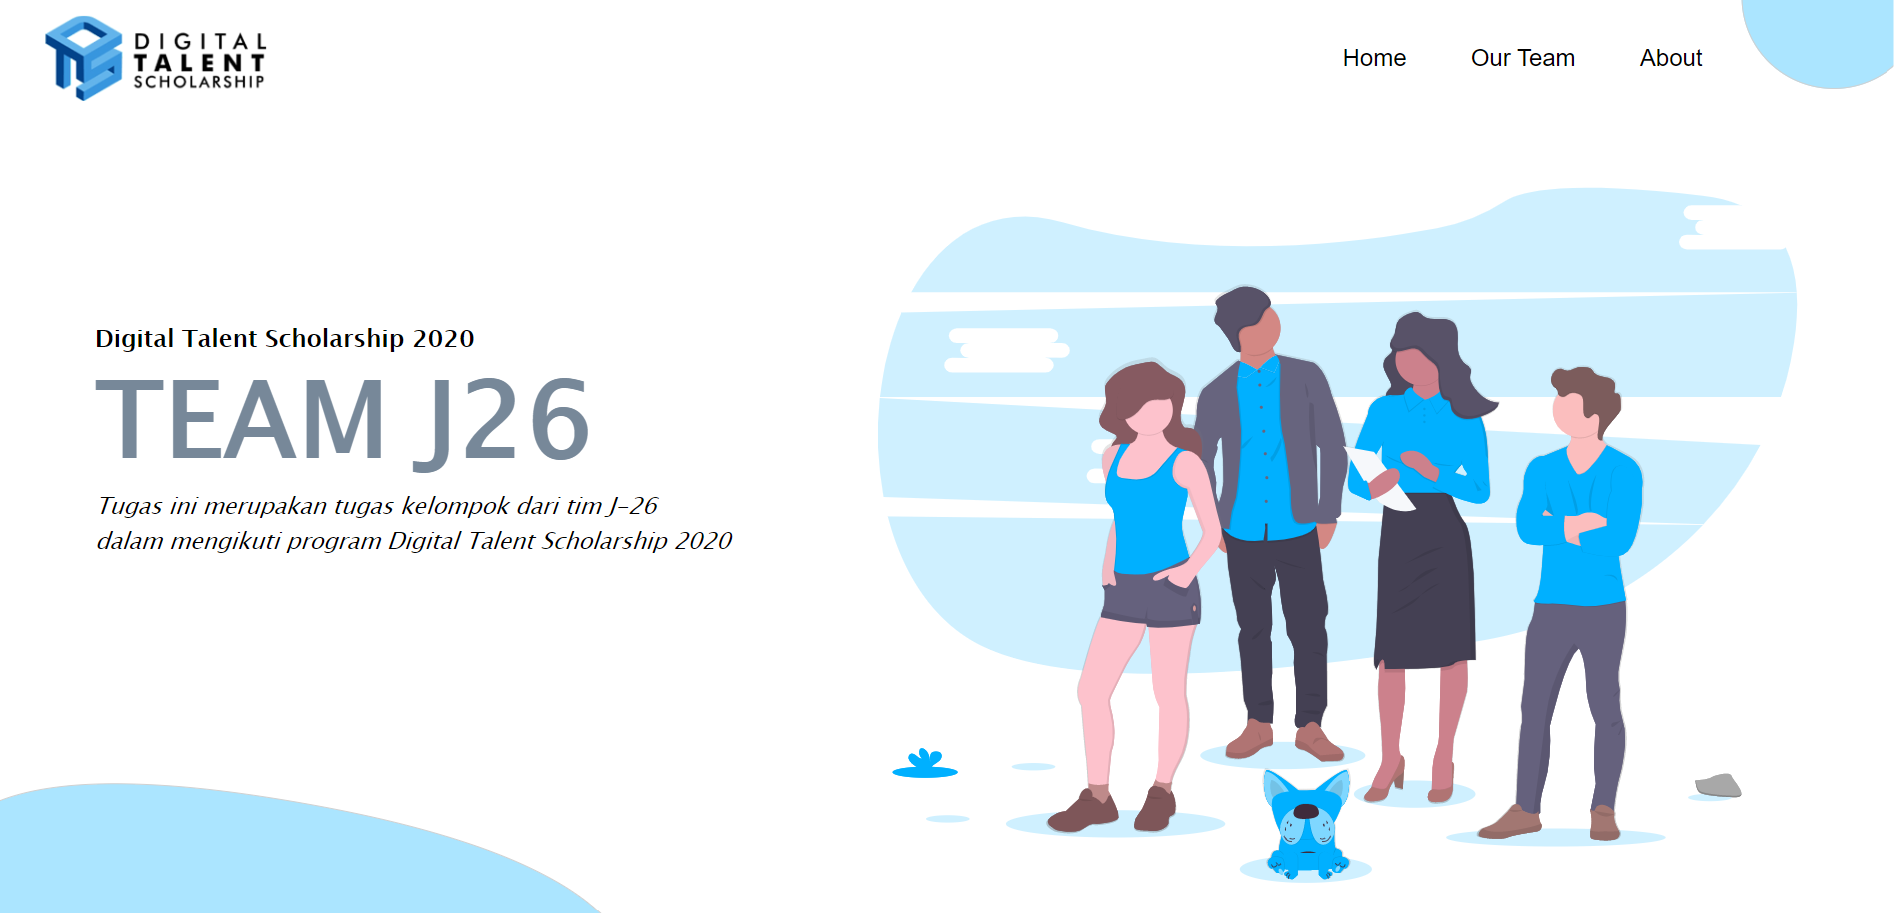 DIGITAL
TALENT
SCHOLARSHIP
Home
Our Team
About
Digital Talent Scholarship 2020
TEAM J26
Tugas ini merupakan tugas kelompok dari tim J-26
dalam mengikuti program Digital Talent Scholarship 2020